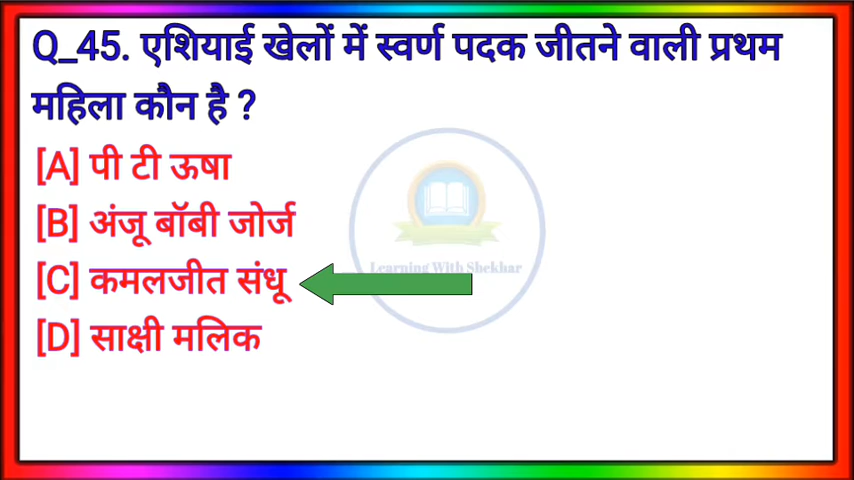 Q_45. एशियाई खेलों में स्वर्ण पदक जीतने वाली प्रथम
महिला कौन है ?
[A] पी टी ऊषा
[B] अंजू बॉबी जोर्ज
[C] कमलजीत संधू
Learning With Shekhar
[D] साक्षी मलिक